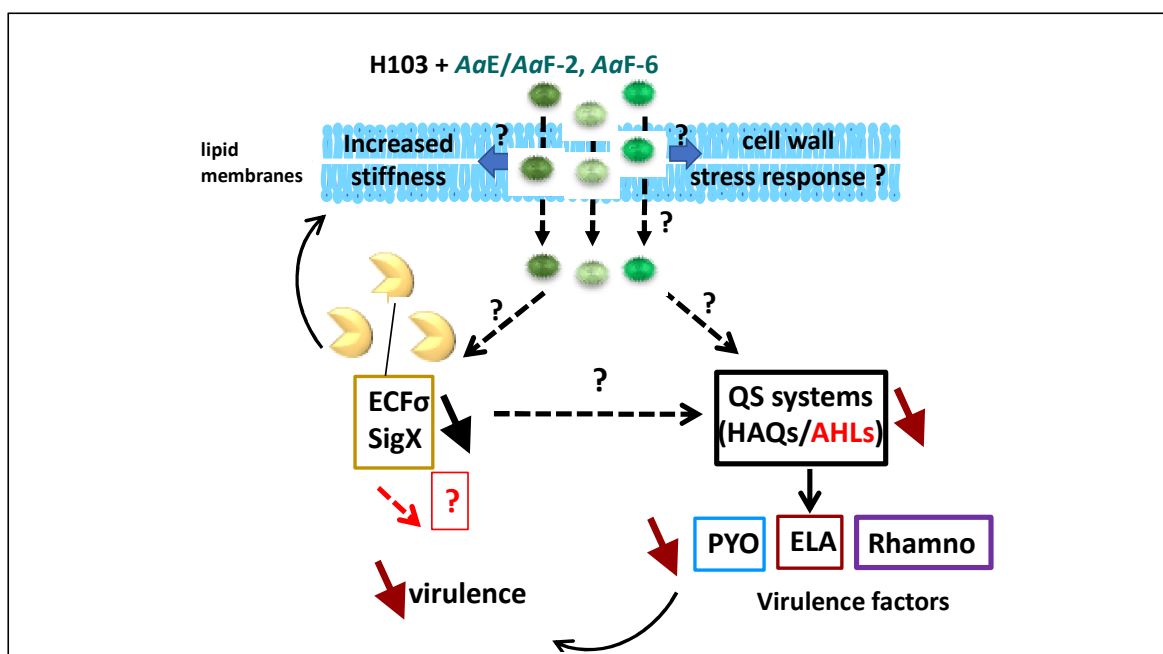 H103 + AaE/AaF-2, AaF-6
lipid
membranes
Increased
stiffness
?
?
cell wall
stress response ?
?
?
?
?
ECFσ
SigX
QS systems
(HAQs/AHLs)
?
PYO
ELA
Rhamno
virulence
Virulence factors